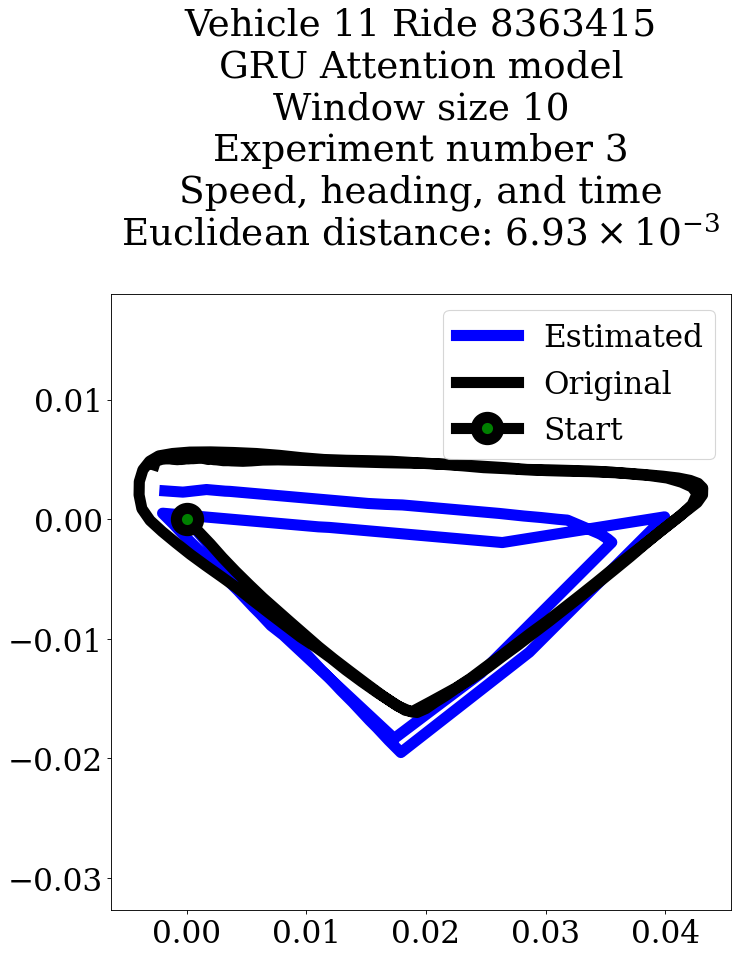 Vehicle 11 Ride 8363415
GRU Attention model
Window size 10
Experiment number 3
Speed, heading, and time
Euclidean distance: 6.93 × 10⁻³
Estimated
Original
Start
0.01
0.00
−0.01
−0.02
−0.03
0.00 0.01 0.02 0.03 0.04